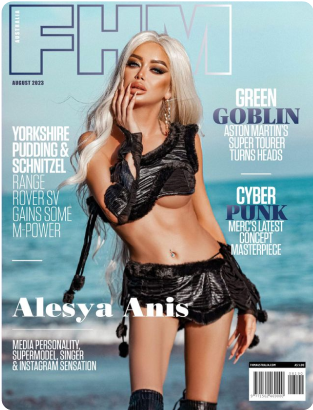 AUSTRALIA
FHM
AUGUST 2023
GREEN
GOBLIN
ASTON MARTIN'S
SUPER TOURER
TURNS HEADS
YORKSHIRE
PUDDING &
SCHNITZEL
RANGE
ROVER SV
GAINS SOME
M-POWER
CYBER
PUNK
MERC'S LATEST
CONCEPT
MASTERPIECE
Alesya Anis
MEDIA PERSONALITY,
SUPERMODEL, SINGER
& INSTAGRAM SENSATION